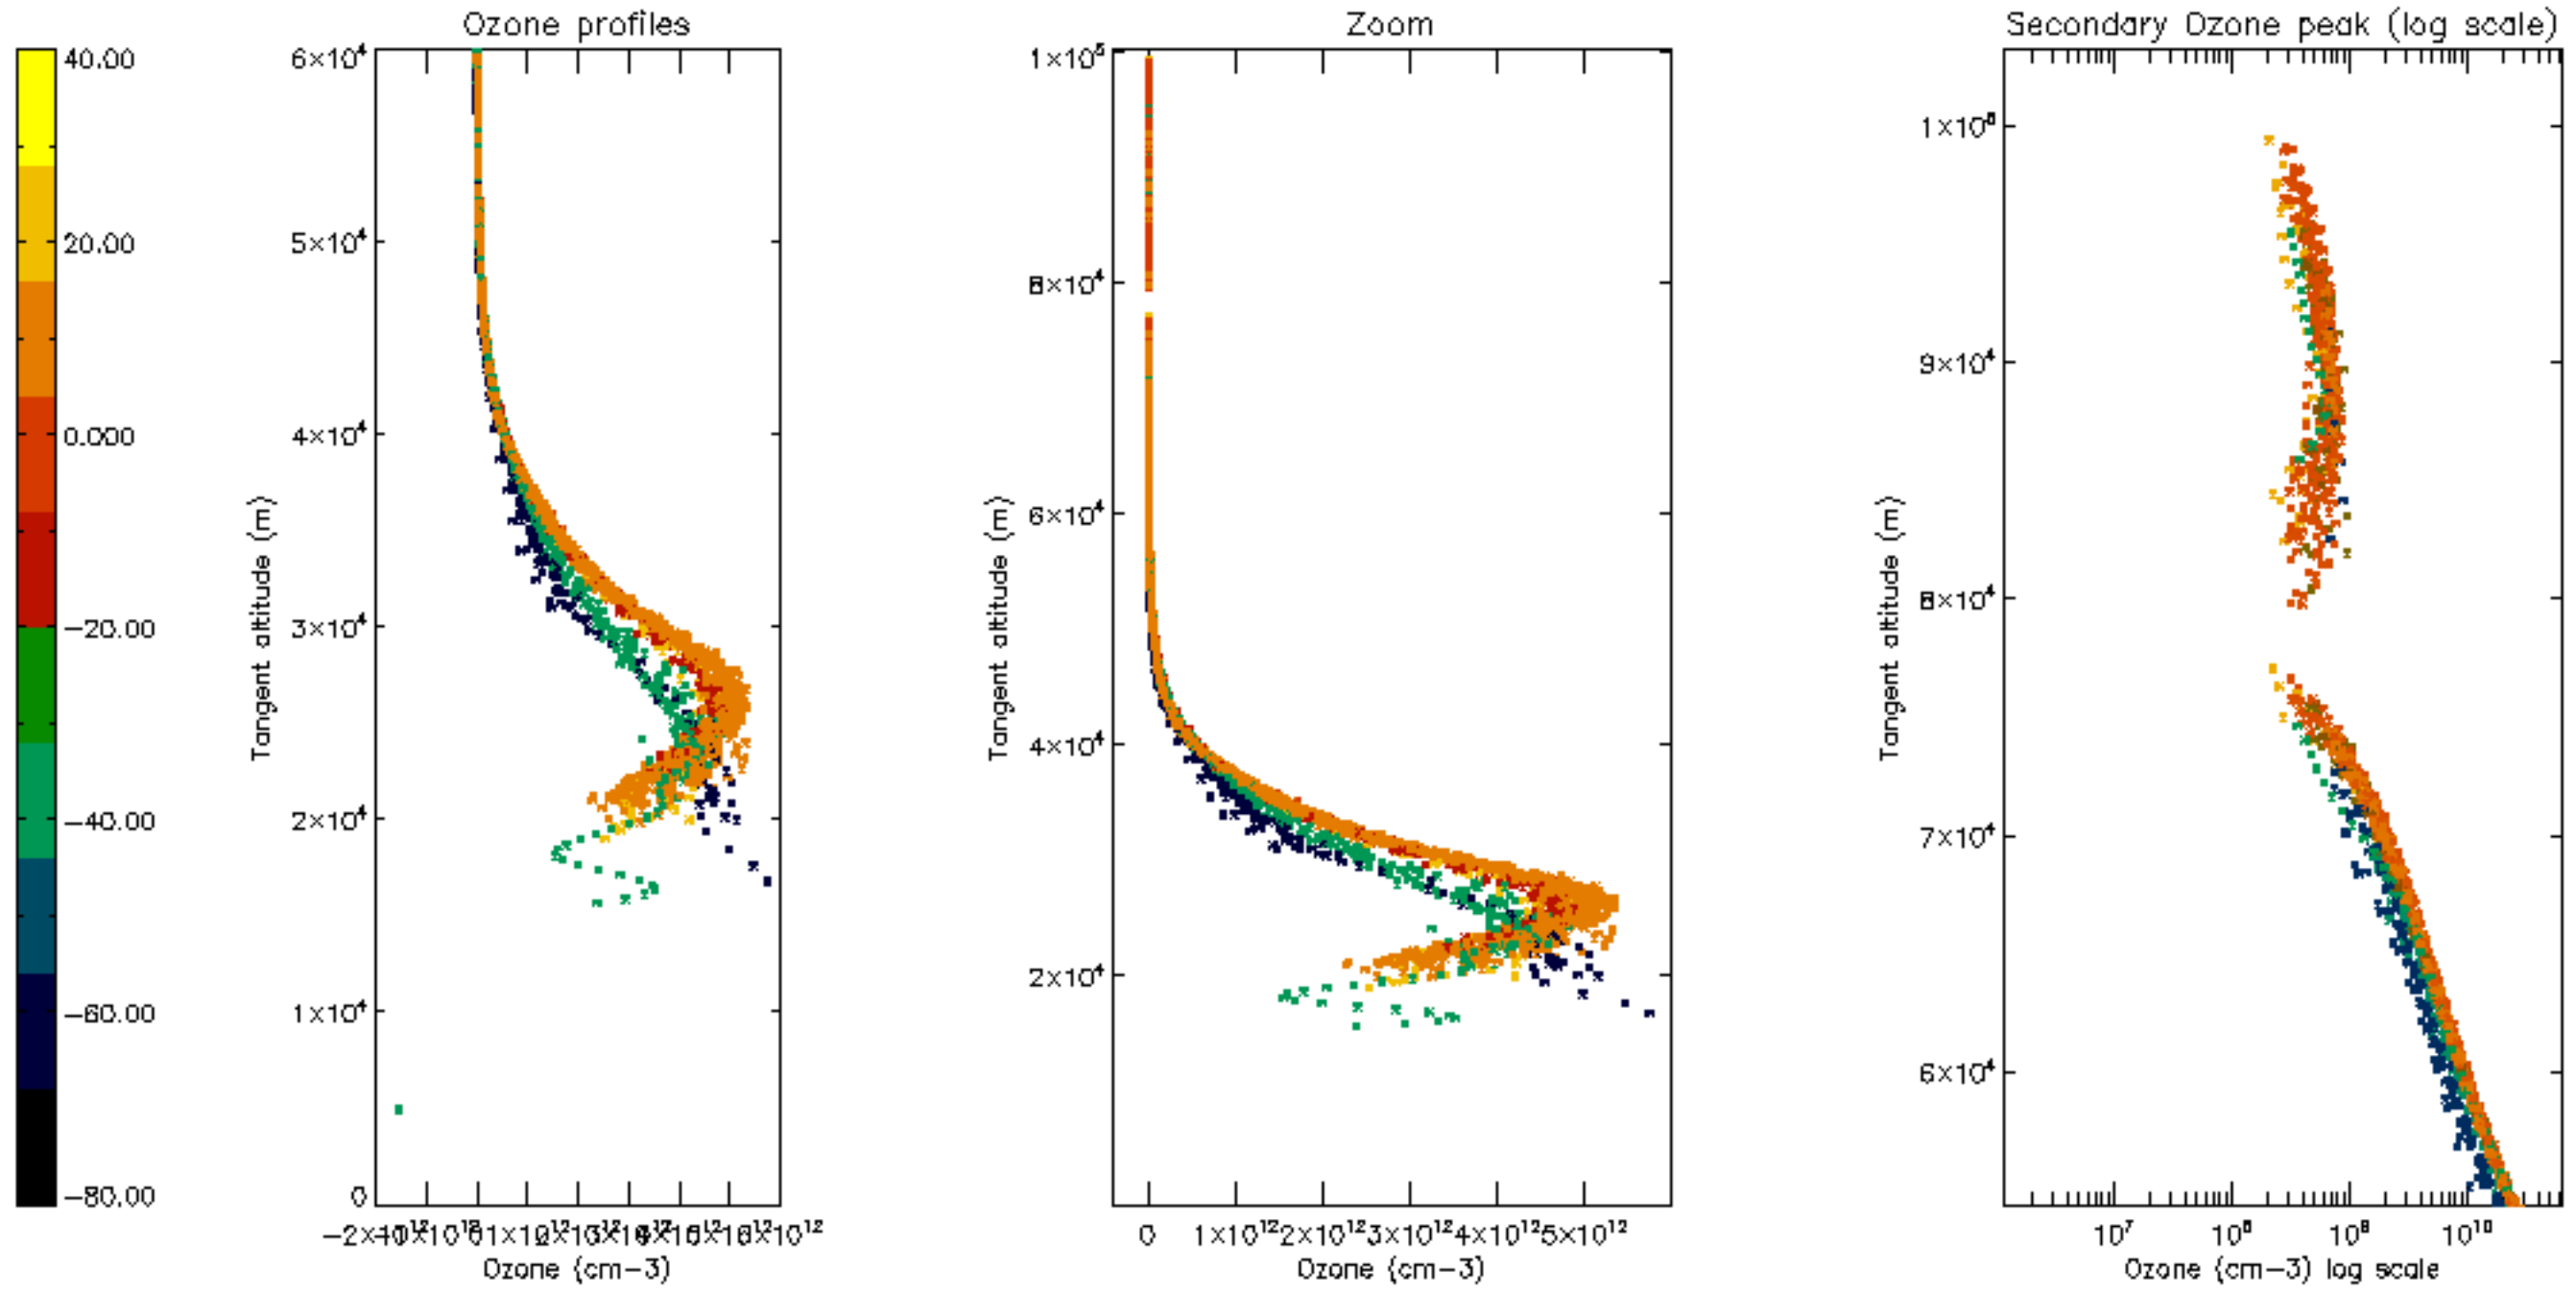 Ozone profiles
Zoom
Secondary Ozone peak (log scale)
40.00
20.00
0.000
−20.00
−40.00
−60.00
−80.00
6×10⁴
5×10⁴
4×10⁴
3×10⁴
2×10⁴
1×10⁴
0
Tangent altitude (m)
Ozone (cm−3)
1×10⁵
8×10⁴
6×10⁴
4×10⁴
2×10⁴
Tangent altitude (m)
0 1×10¹² 2×10¹² 3×10¹² 4×10¹² 5×10¹²
Ozone (cm−3)
9×10⁴
8×10⁴
7×10⁴
6×10⁴
Tangent altitude (m)
10⁷ 10⁸ 10⁹ 10¹⁰
Ozone (cm−3) log scale